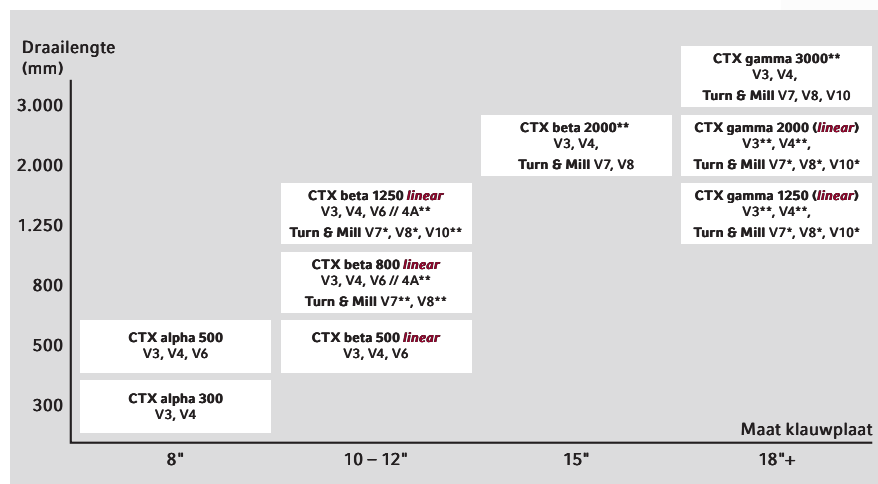 Draailengte
(mm)
3.000
2.000
1.250
800
500
300
CTX gamma 3000**
V3, V4,
Turn & Mill V7, V8, V10
CTX beta 2000**
V3, V4,
Turn & Mill V7, V8
CTX gamma 2000 (linear)
V3**, V4**,
Turn & Mill V7*, V8*, V10*
CTX beta 1250 linear
V3, V4, V6 // 4A**
Turn & Mill V7*, V8*, V10**
CTX gamma 1250 (linear)
V3**, V4**,
Turn & Mill V7*, V8*, V10*
CTX beta 800 linear
V3, V4, V6 // 4A**
Turn & Mill V7**, V8**
CTX alpha 500
V3, V4, V6
CTX beta 500 linear
V3, V4, V6
CTX alpha 300
V3, V4
Maat klauwplaat
8"
10 – 12"
15"
18"+